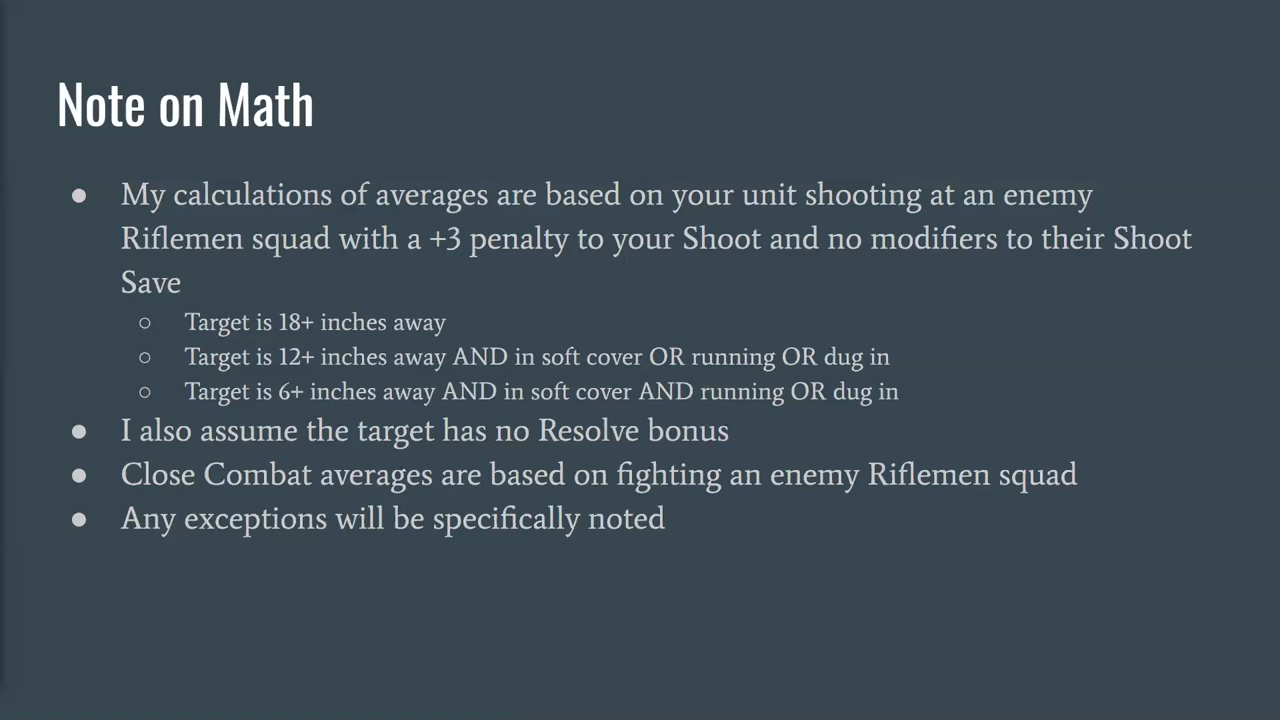 Note on Math
● My calculations of averages are based on your unit shooting at an enemy
Riflemen squad with a +3 penalty to your Shoot and no modifiers to their Shoot
Save
○ Target is 18+ inches away
○ Target is 12+ inches away AND in soft cover OR running OR dug in
○ Target is 6+ inches away AND in soft cover AND running OR dug in
● I also assume the target has no Resolve bonus
● Close Combat averages are based on fighting an enemy Riflemen squad
● Any exceptions will be specifically noted